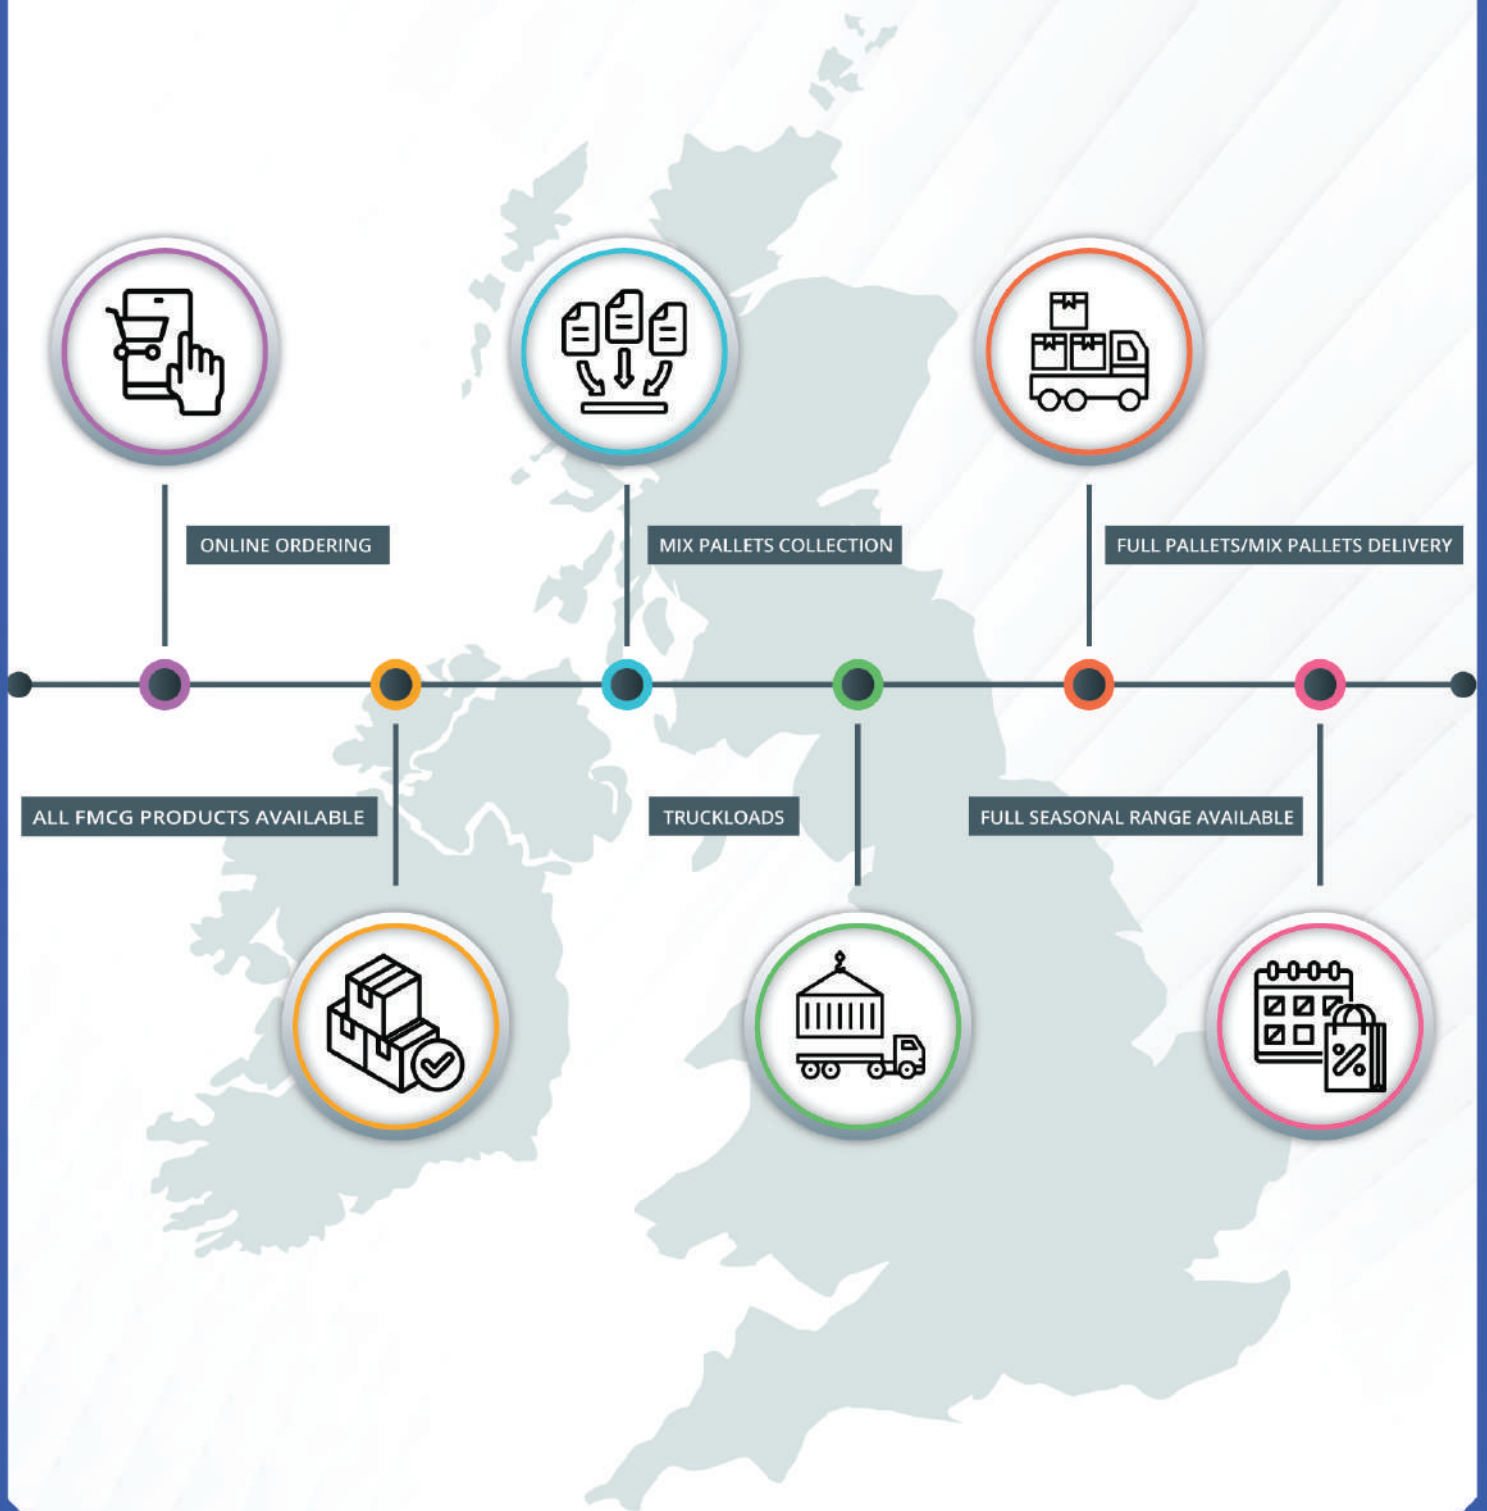 ONLINE ORDERING
MIX PALLETS COLLECTION
FULL PALLETS/MIX PALLETS DELIVERY
ALL FMCG PRODUCTS AVAILABLE
TRUCKLOADS
FULL SEASONAL RANGE AVAILABLE